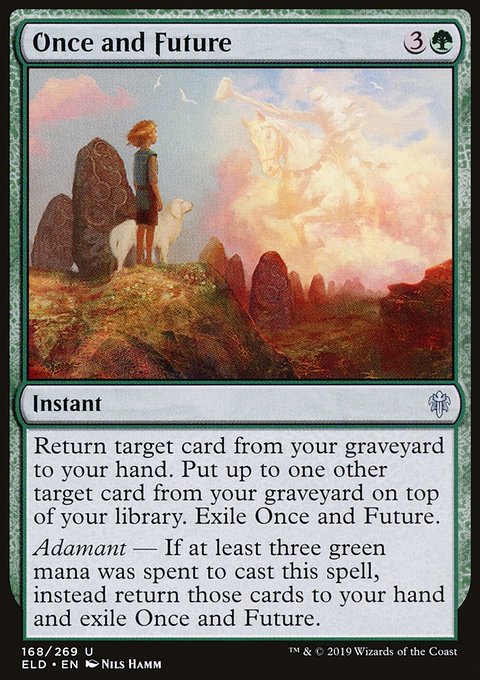 Once and Future 3
Instant
Return target card from your graveyard
to your hand. Put up to one other
target card from your graveyard on top
of your library. Exile Once and Future.
Adamant — If at least three green
mana was spent to cast this spell,
instead return those cards to your hand
and exile Once and Future.
168/269 U
ELD • EN Nils Hamm
™ & © 2019 Wizards of the Coast